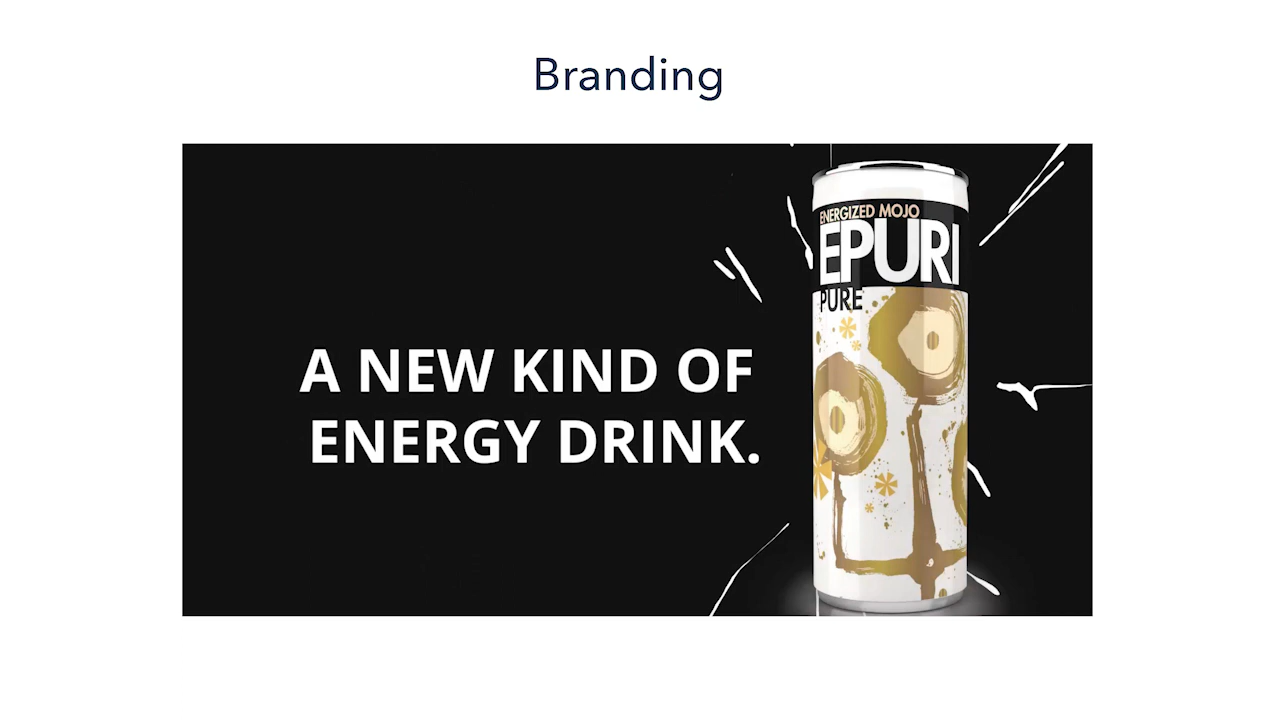 Branding
A NEW KIND OF
ENERGY DRINK.
ENERGIZED MOJO
EPURI
PURE